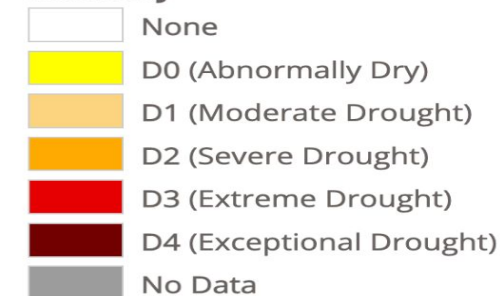 None
D0 (Abnormally Dry)
D1 (Moderate Drought)
D2 (Severe Drought)
D3 (Extreme Drought)
D4 (Exceptional Drought)
No Data